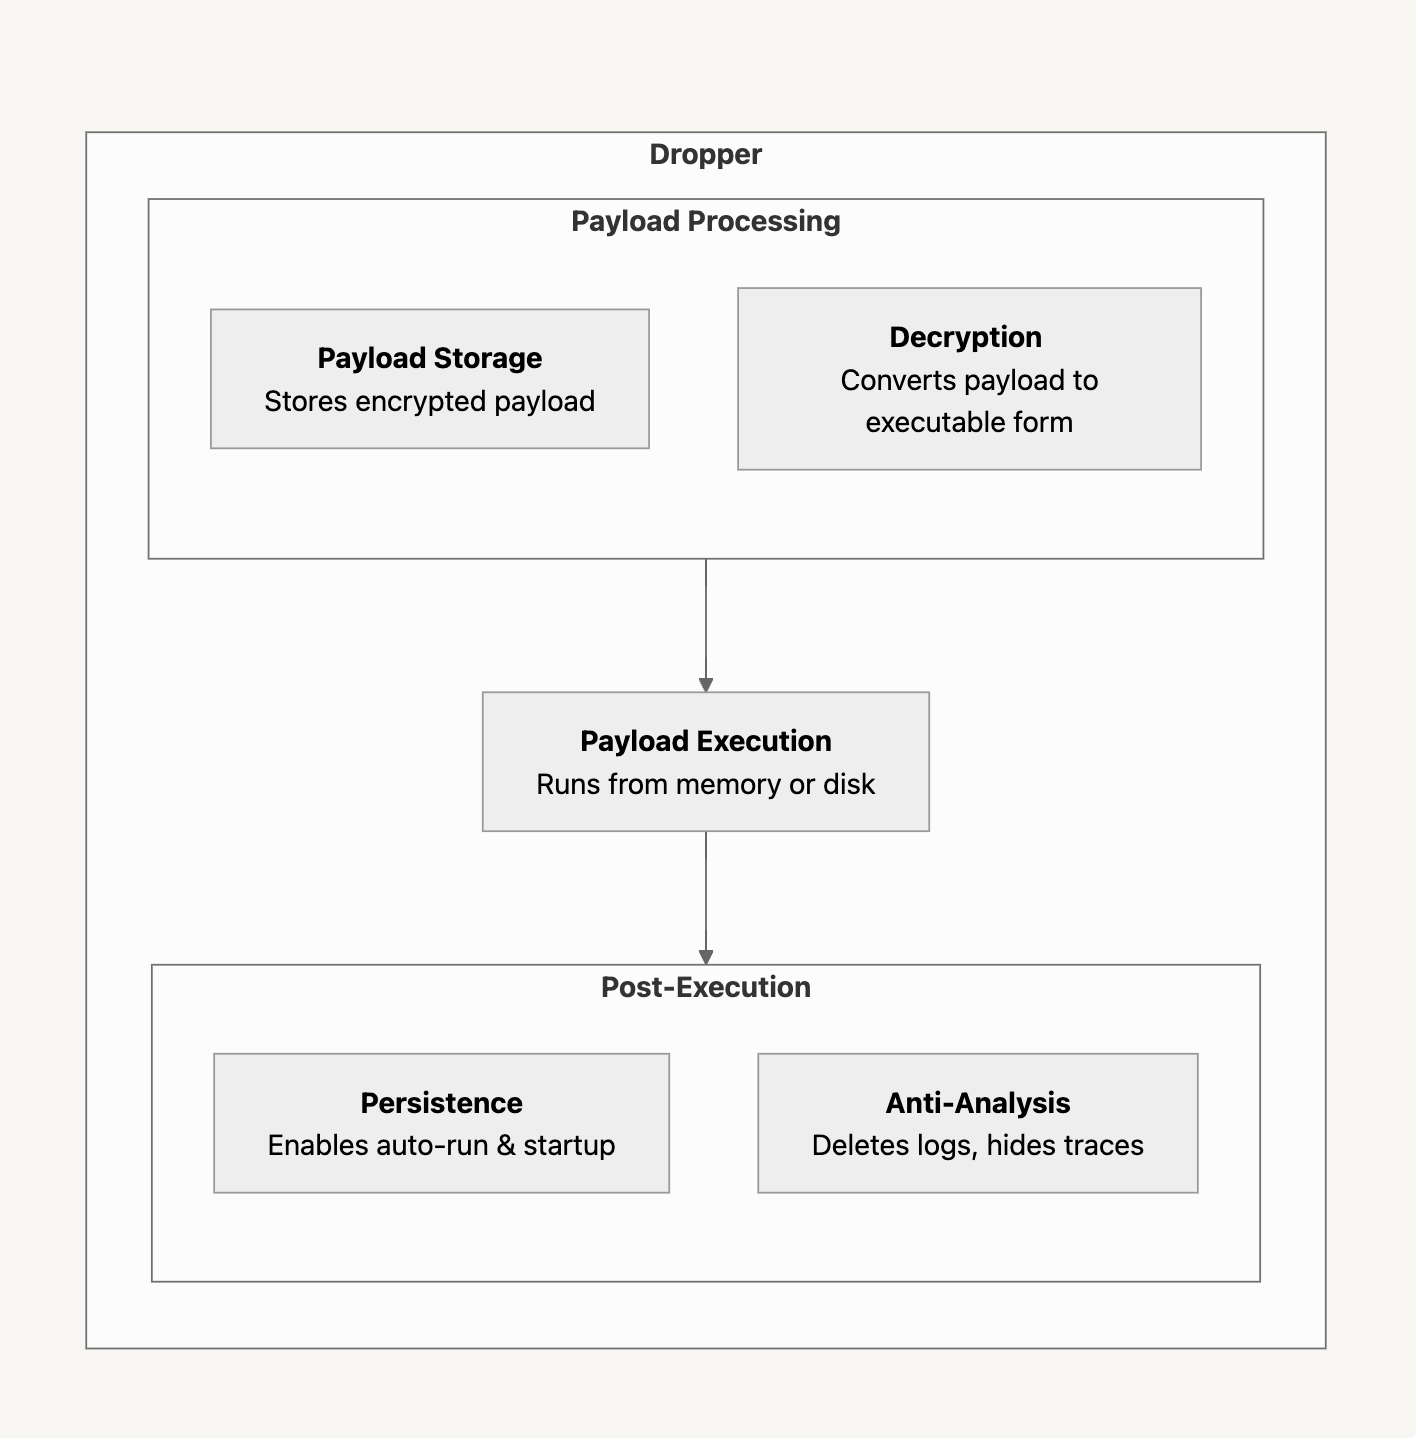 Dropper
Payload Processing
Payload Storage
Stores encrypted payload
Decryption
Converts payload to
executable form
Payload Execution
Runs from memory or disk
Post-Execution
Persistence
Enables auto-run & startup
Anti-Analysis
Deletes logs, hides traces